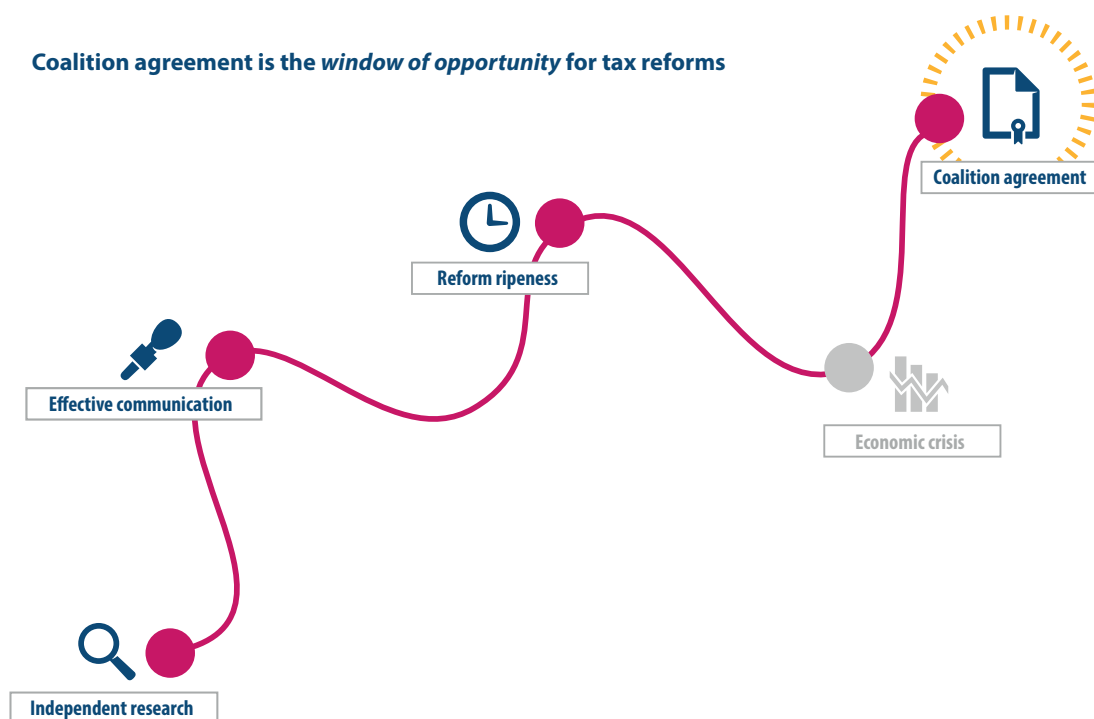 Coalition agreement is the window of opportunity for tax reforms
Coalition agreement
Reform ripeness
Effective communication
Economic crisis
Independent research